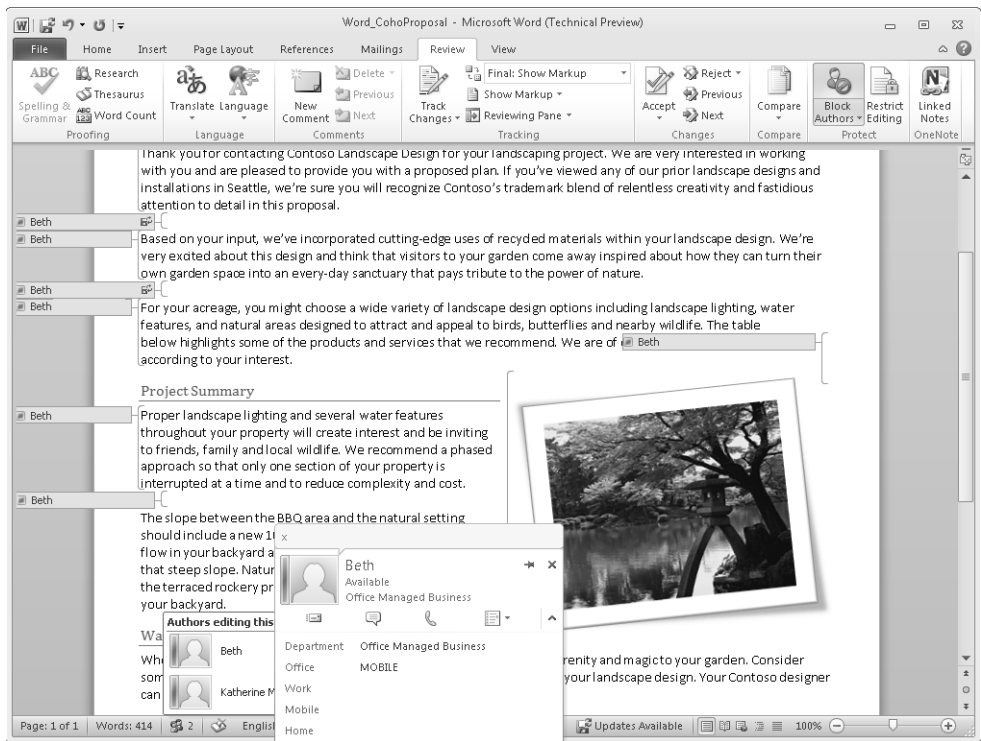 Word_CohoProposal - Microsoft Word (Technical Preview)
File Home Insert Page Layout References Mailings Review View
ABC Research Delete Final: Show Markup Reject
Thesaurus Previous Show Markup Previous
Spelling & Grammar ABC 123 Word Count Translate Language New Comment Next Track Changes Reviewing Pane Accept Next Compare Block Authors Restrict Editing Linked Notes
Proofing Language Comments Tracking Changes Compare Protect OneNote
Thank you for contacting Contoso Landscape Design for your landscaping project. We are very interested in working
with you and are pleased to provide you with a proposed plan. If you've viewed any of our prior landscape designs and
installations in Seattle, we're sure you will recognize Contoso's trademark blend of relentless creativity and fastidious
attention to detail in this proposal.
Beth
Beth
Based on your input, we've incorporated cutting-edge uses of recycled materials within your landscape design. We're
very excited about this design and think that visitors to your garden come away inspired about how they can turn their
own garden space into an every-day sanctuary that pays tribute to the power of nature.
Beth
Beth
For your acreage, you might choose a wide variety of landscape design options including landscape lighting, water
features, and natural areas designed to attract and appeal to birds, butterflies and nearby wildlife. The table
below highlights some of the products and services that we recommend. We are of
Beth
according to your interest.
Project Summary
Beth
Proper landscape lighting and several water features
throughout your property will create interest and be inviting
to friends, family and local wildlife. We recommend a phased
approach so that only one section of your property is
interrupted at a time and to reduce complexity and cost.
Beth
The slope between the BBQ area and the natural setting
should include a new 10
flow in your backyard a
that steep slope. Natur
the terraced rockery pr
your backyard.
x
Beth
Available
Office Managed Business
Department Office Managed Business
Office MOBILE
Work
Mobile
Home
Authors editing this
Beth
Katherine M
Wa
Whe
som
can
renity and magic to your garden. Consider
your landscape design. Your Contoso designer
Page: 1 of 1 Words: 414 2 Englis Updates Available 100%